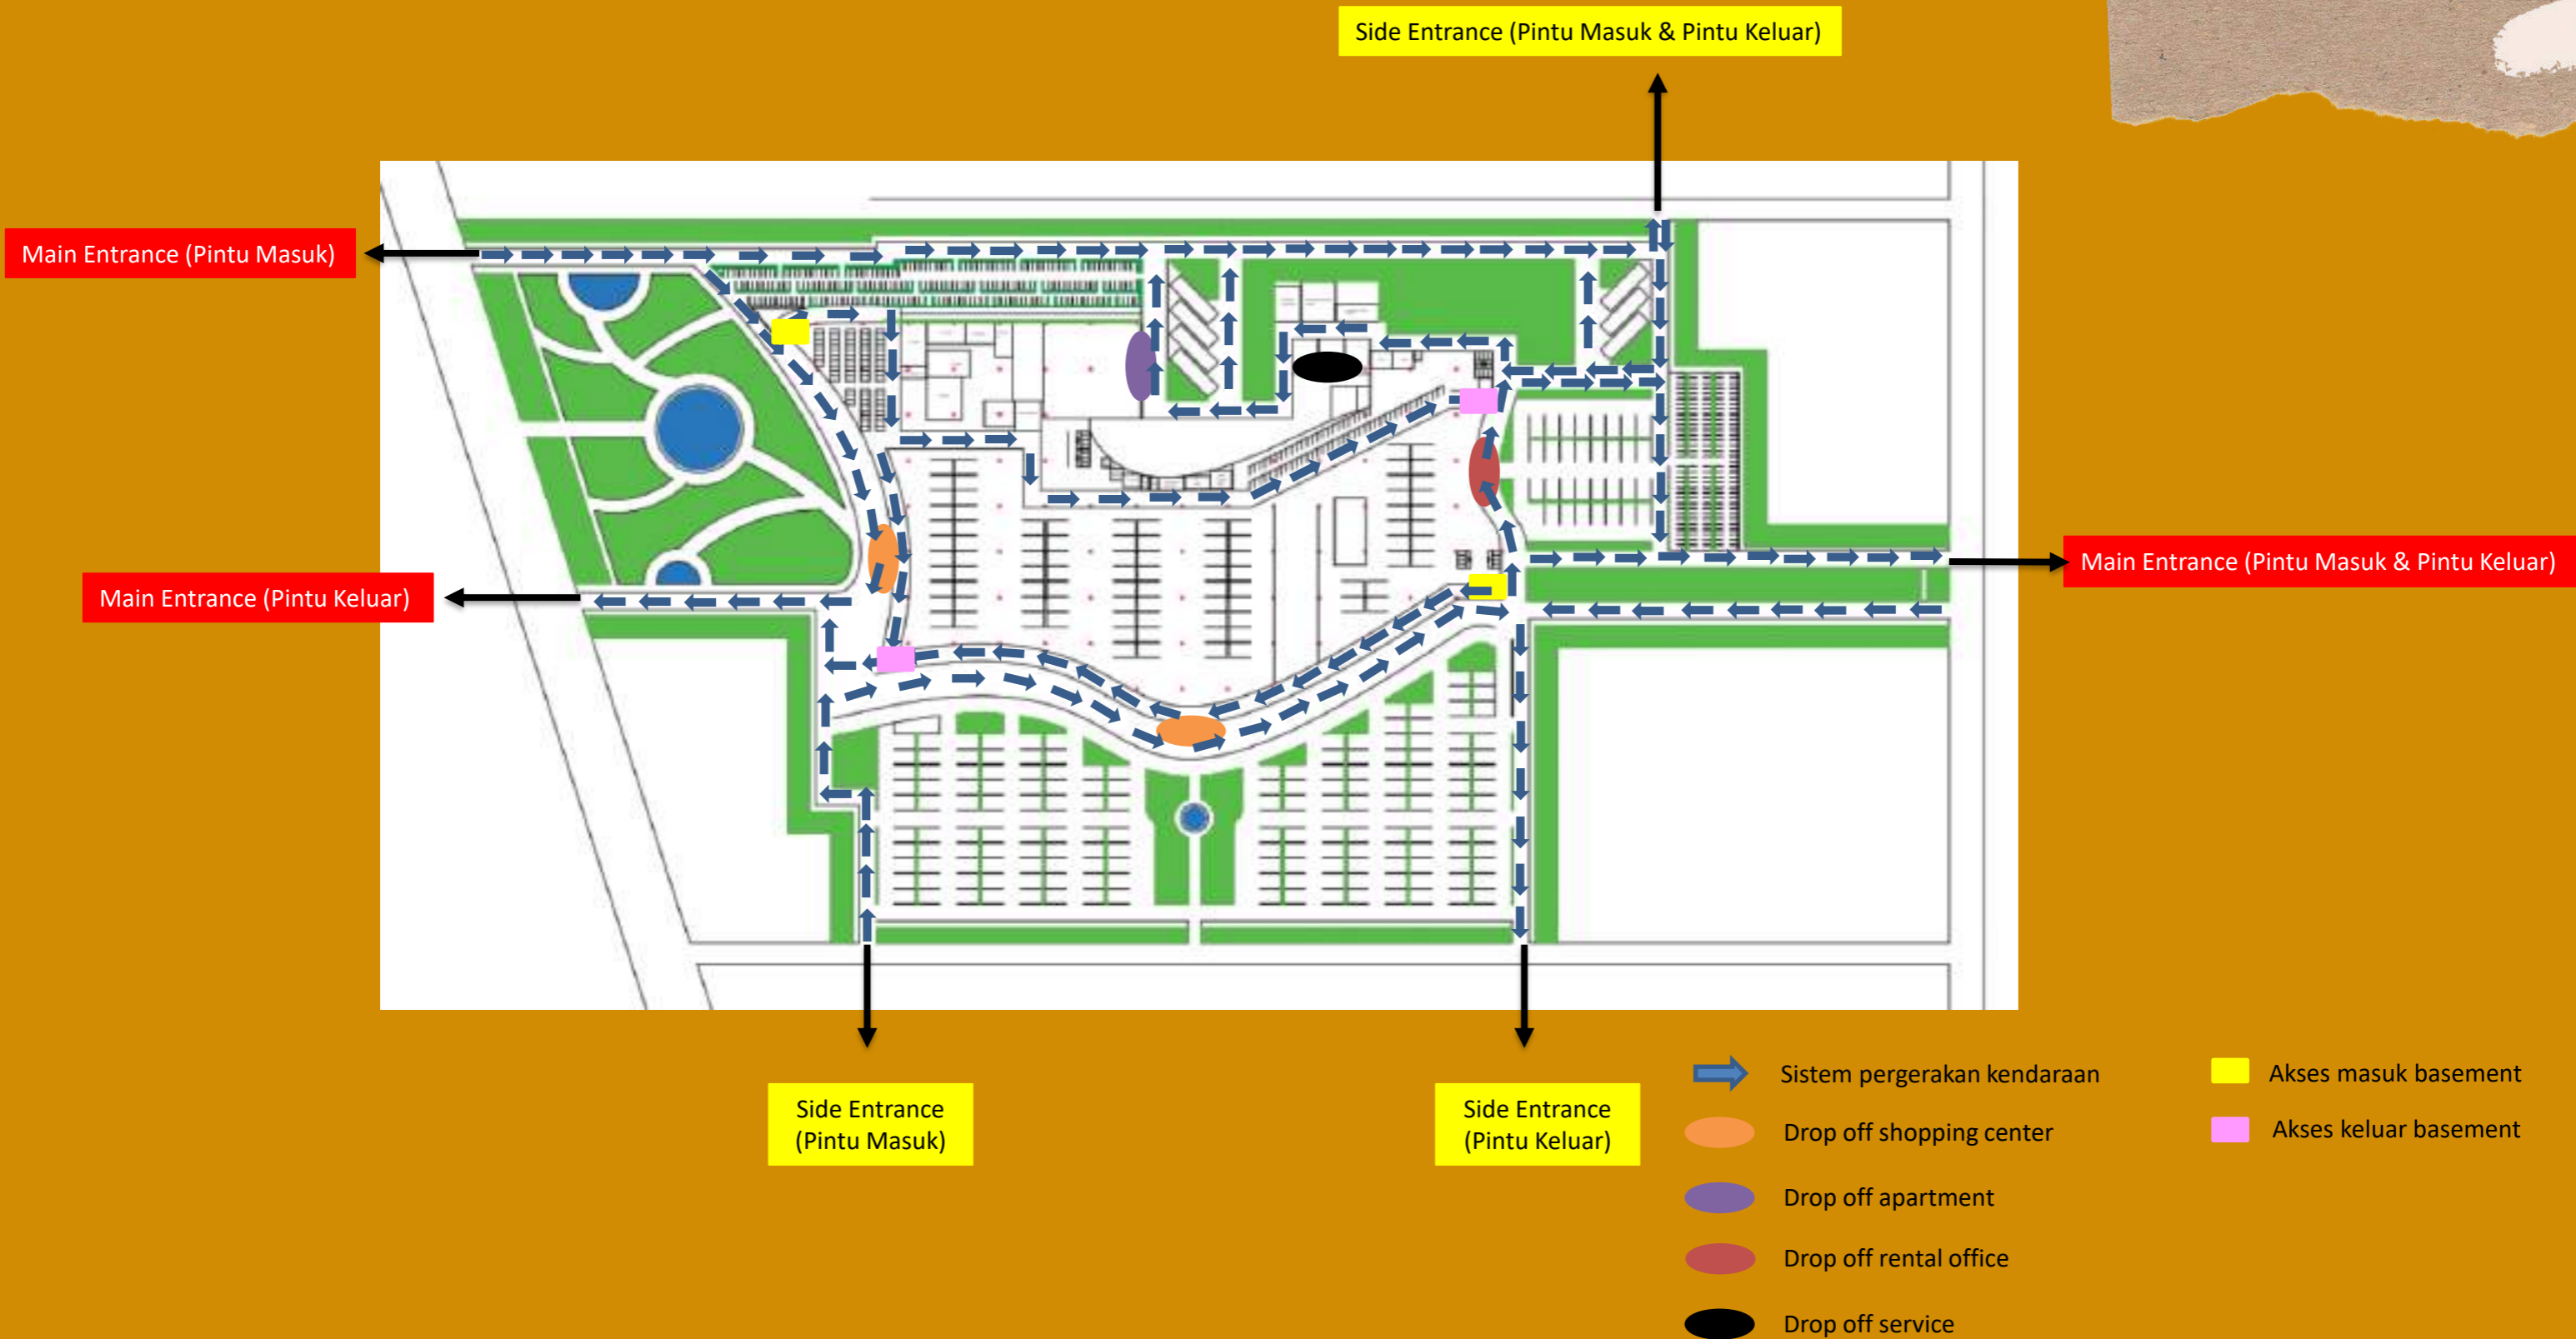 Side Entrance (Pintu Masuk & Pintu Keluar)
Main Entrance (Pintu Masuk)
Main Entrance (Pintu Masuk & Pintu Keluar)
Main Entrance (Pintu Keluar)
Side Entrance
(Pintu Masuk)
Side Entrance
(Pintu Keluar)
Sistem pergerakan kendaraan
Drop off shopping center
Drop off apartment
Drop off rental office
Drop off service
Akses masuk basement
Akses keluar basement